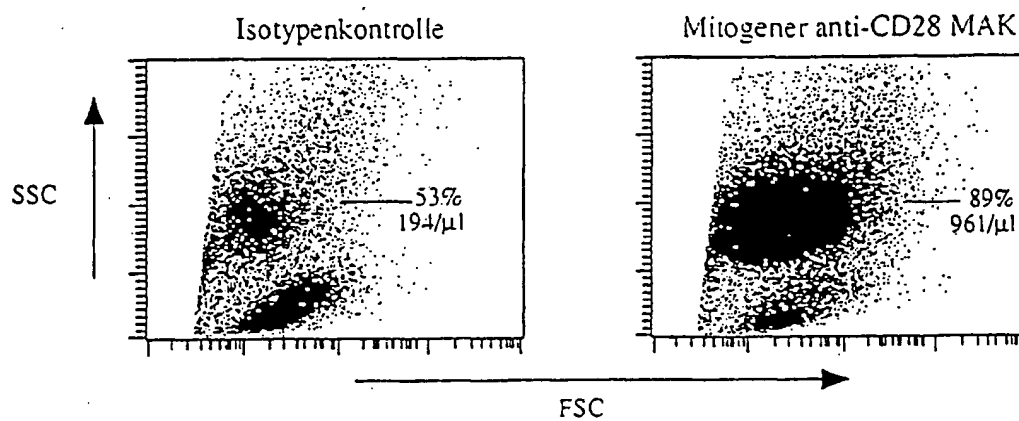 Isotypenkontrolle
Mitogener anti-CD28 MAK
SSC
53%
194/µl
89%
961/µl
FSC